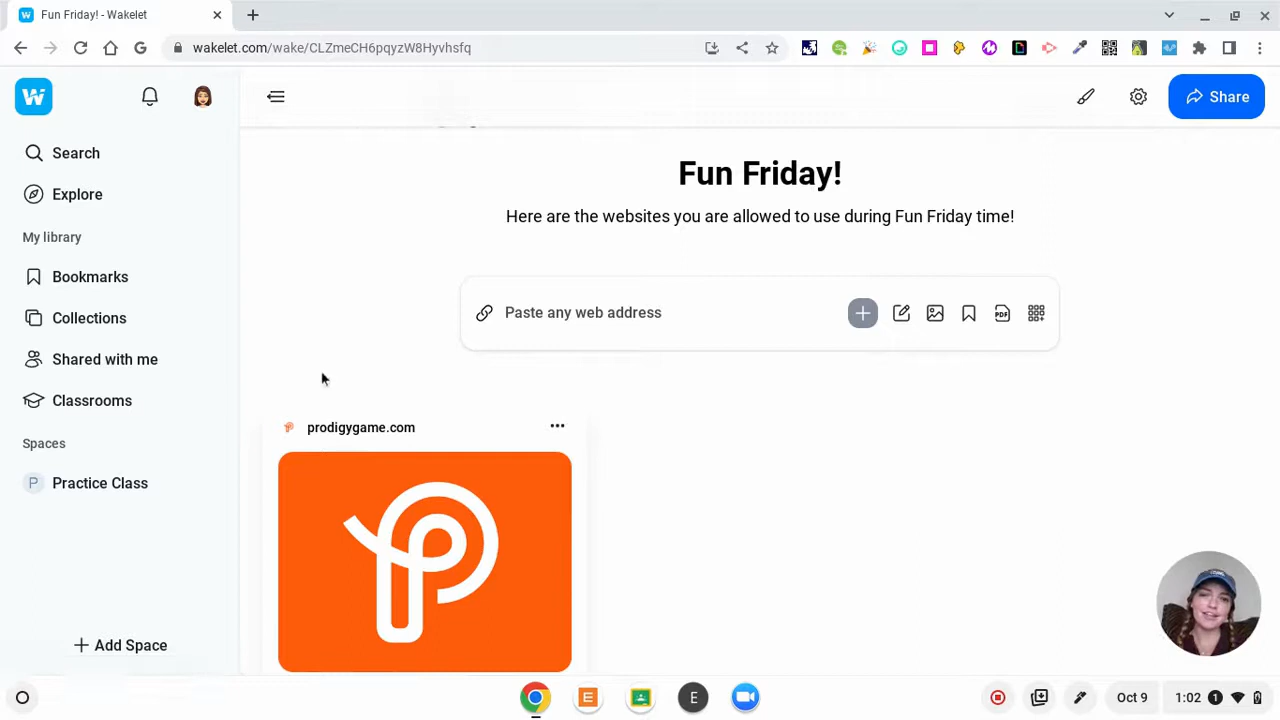 Fun Friday! - Wakelet
wakelet.com/wake/CLZmeCH6pqyzW8Hyvhsfq
Share
Search
Explore
My library
Bookmarks
Collections
Shared with me
Classrooms
Spaces
P Practice Class
Add Space
Fun Friday!
Here are the websites you are allowed to use during Fun Friday time!
Paste any web address
PDF
prodigygame.com
E
E
Oct 9
1:02
1